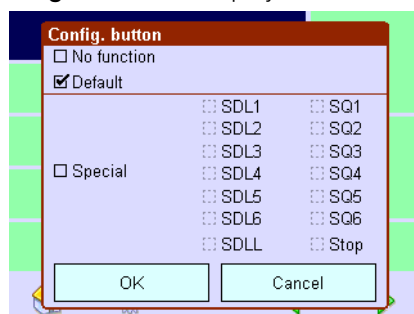 Config. button
No function
Default
SDL1 SQ1
SDL2 SQ2
SDL3 SQ3
Special SDL4 SQ4
SDL5 SQ5
SDL6 SQ6
SDLL Stop
OK Cancel